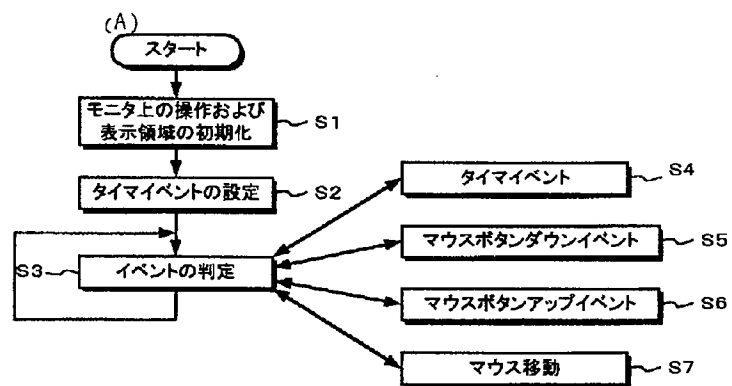 (A)
スタート
モニタ上の操作および
表示領域の初期化
S1
タイマイベントの設定
S2
S3
イベントの判定
タイマイベント
S4
マウスボタンダウンイベント
S5
マウスボタンアップイベント
S6
マウス移動
S7